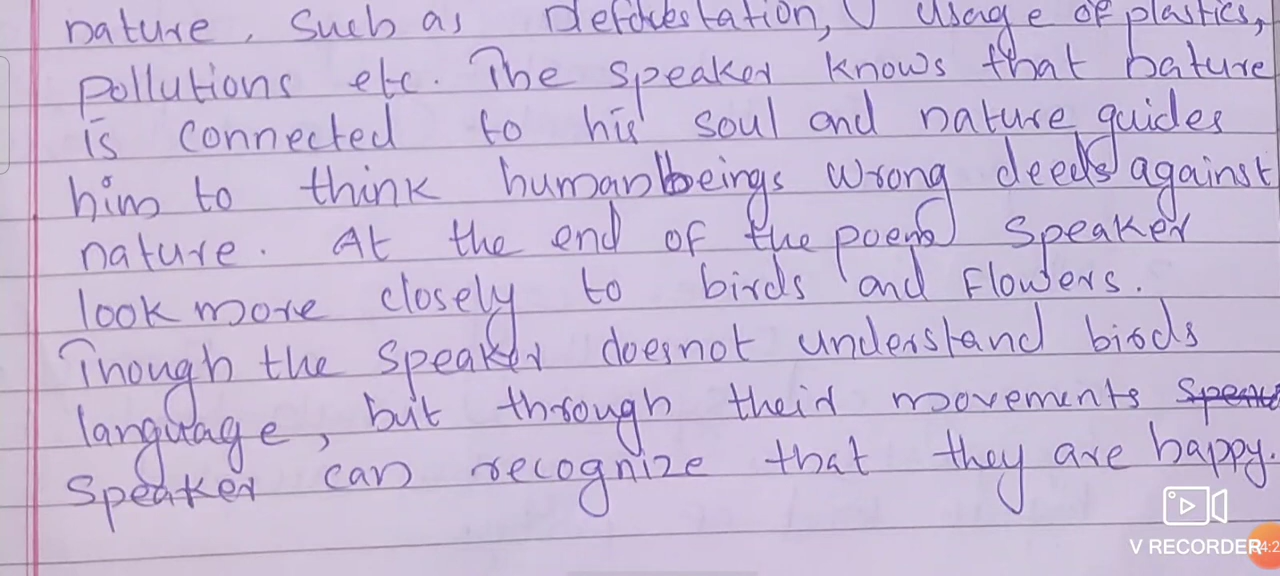 nature, such as Deforestation, usage of plastics,
pollutions etc. The speaker knows that nature
is connected to his soul and nature guides
him to think human beings wrong deeds against
nature. At the end of the poem speaker
look more closely to birds and flowers.
Though the speaker doesnot understand birds
language, but through their movements
speaker can recognize that they are happy.
V RECORDER